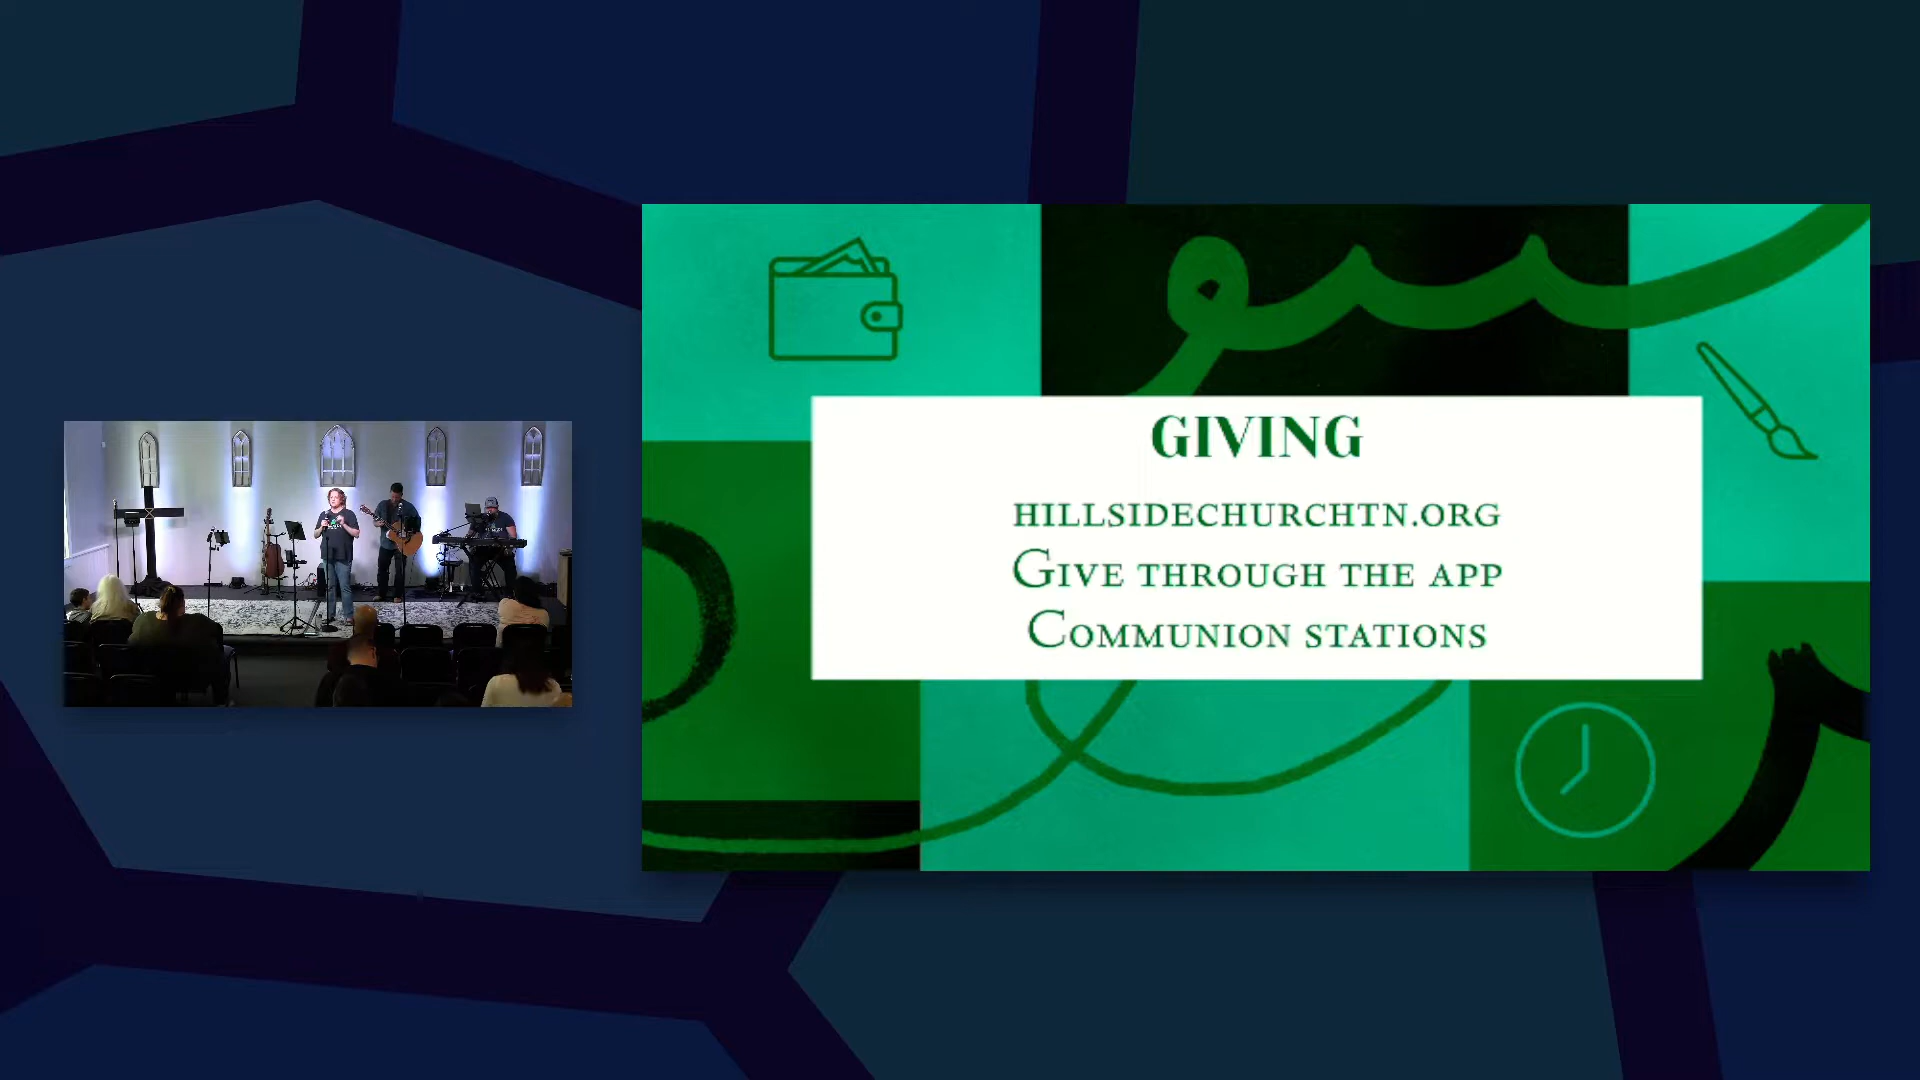 GIVING
HILLSIDECHURCHTN.ORG
GIVE THROUGH THE APP
COMMUNION STATIONS